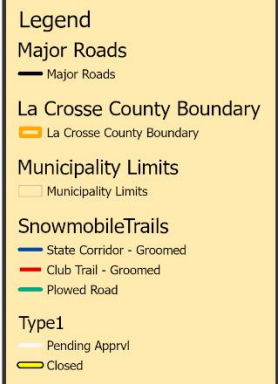 Legend
Major Roads
Major Roads
La Crosse County Boundary
La Crosse County Boundary
Municipality Limits
Municipality Limits
SnowmobileTrails
State Corridor - Groomed
Club Trail - Groomed
Plowed Road
Type1
Pending Apprvl
Closed